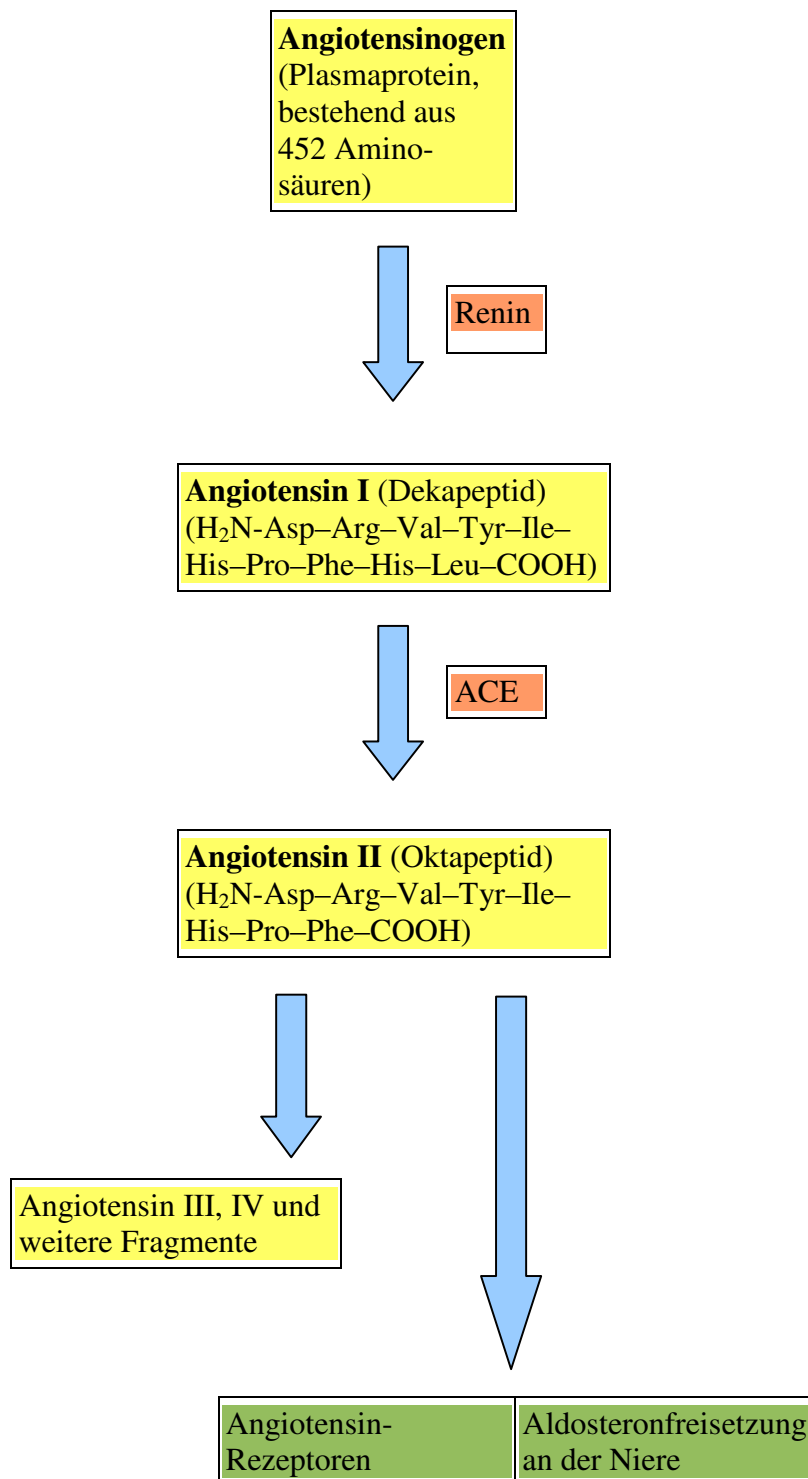 Angiotensinogen
(Plasmaprotein,
bestehend aus
452 Amino-
säuren)
Renin
Angiotensin I (Dekapeptid)
(H₂N-Asp–Arg–Val–Tyr–Ile–
His–Pro–Phe–His–Leu–COOH)
ACE
Angiotensin II (Oktapeptid)
(H₂N-Asp–Arg–Val–Tyr–Ile–
His–Pro–Phe–COOH)
Angiotensin III, IV und
weitere Fragmente
Angiotensin-
Rezeptoren
Aldosteronfreisetzung
an der Niere